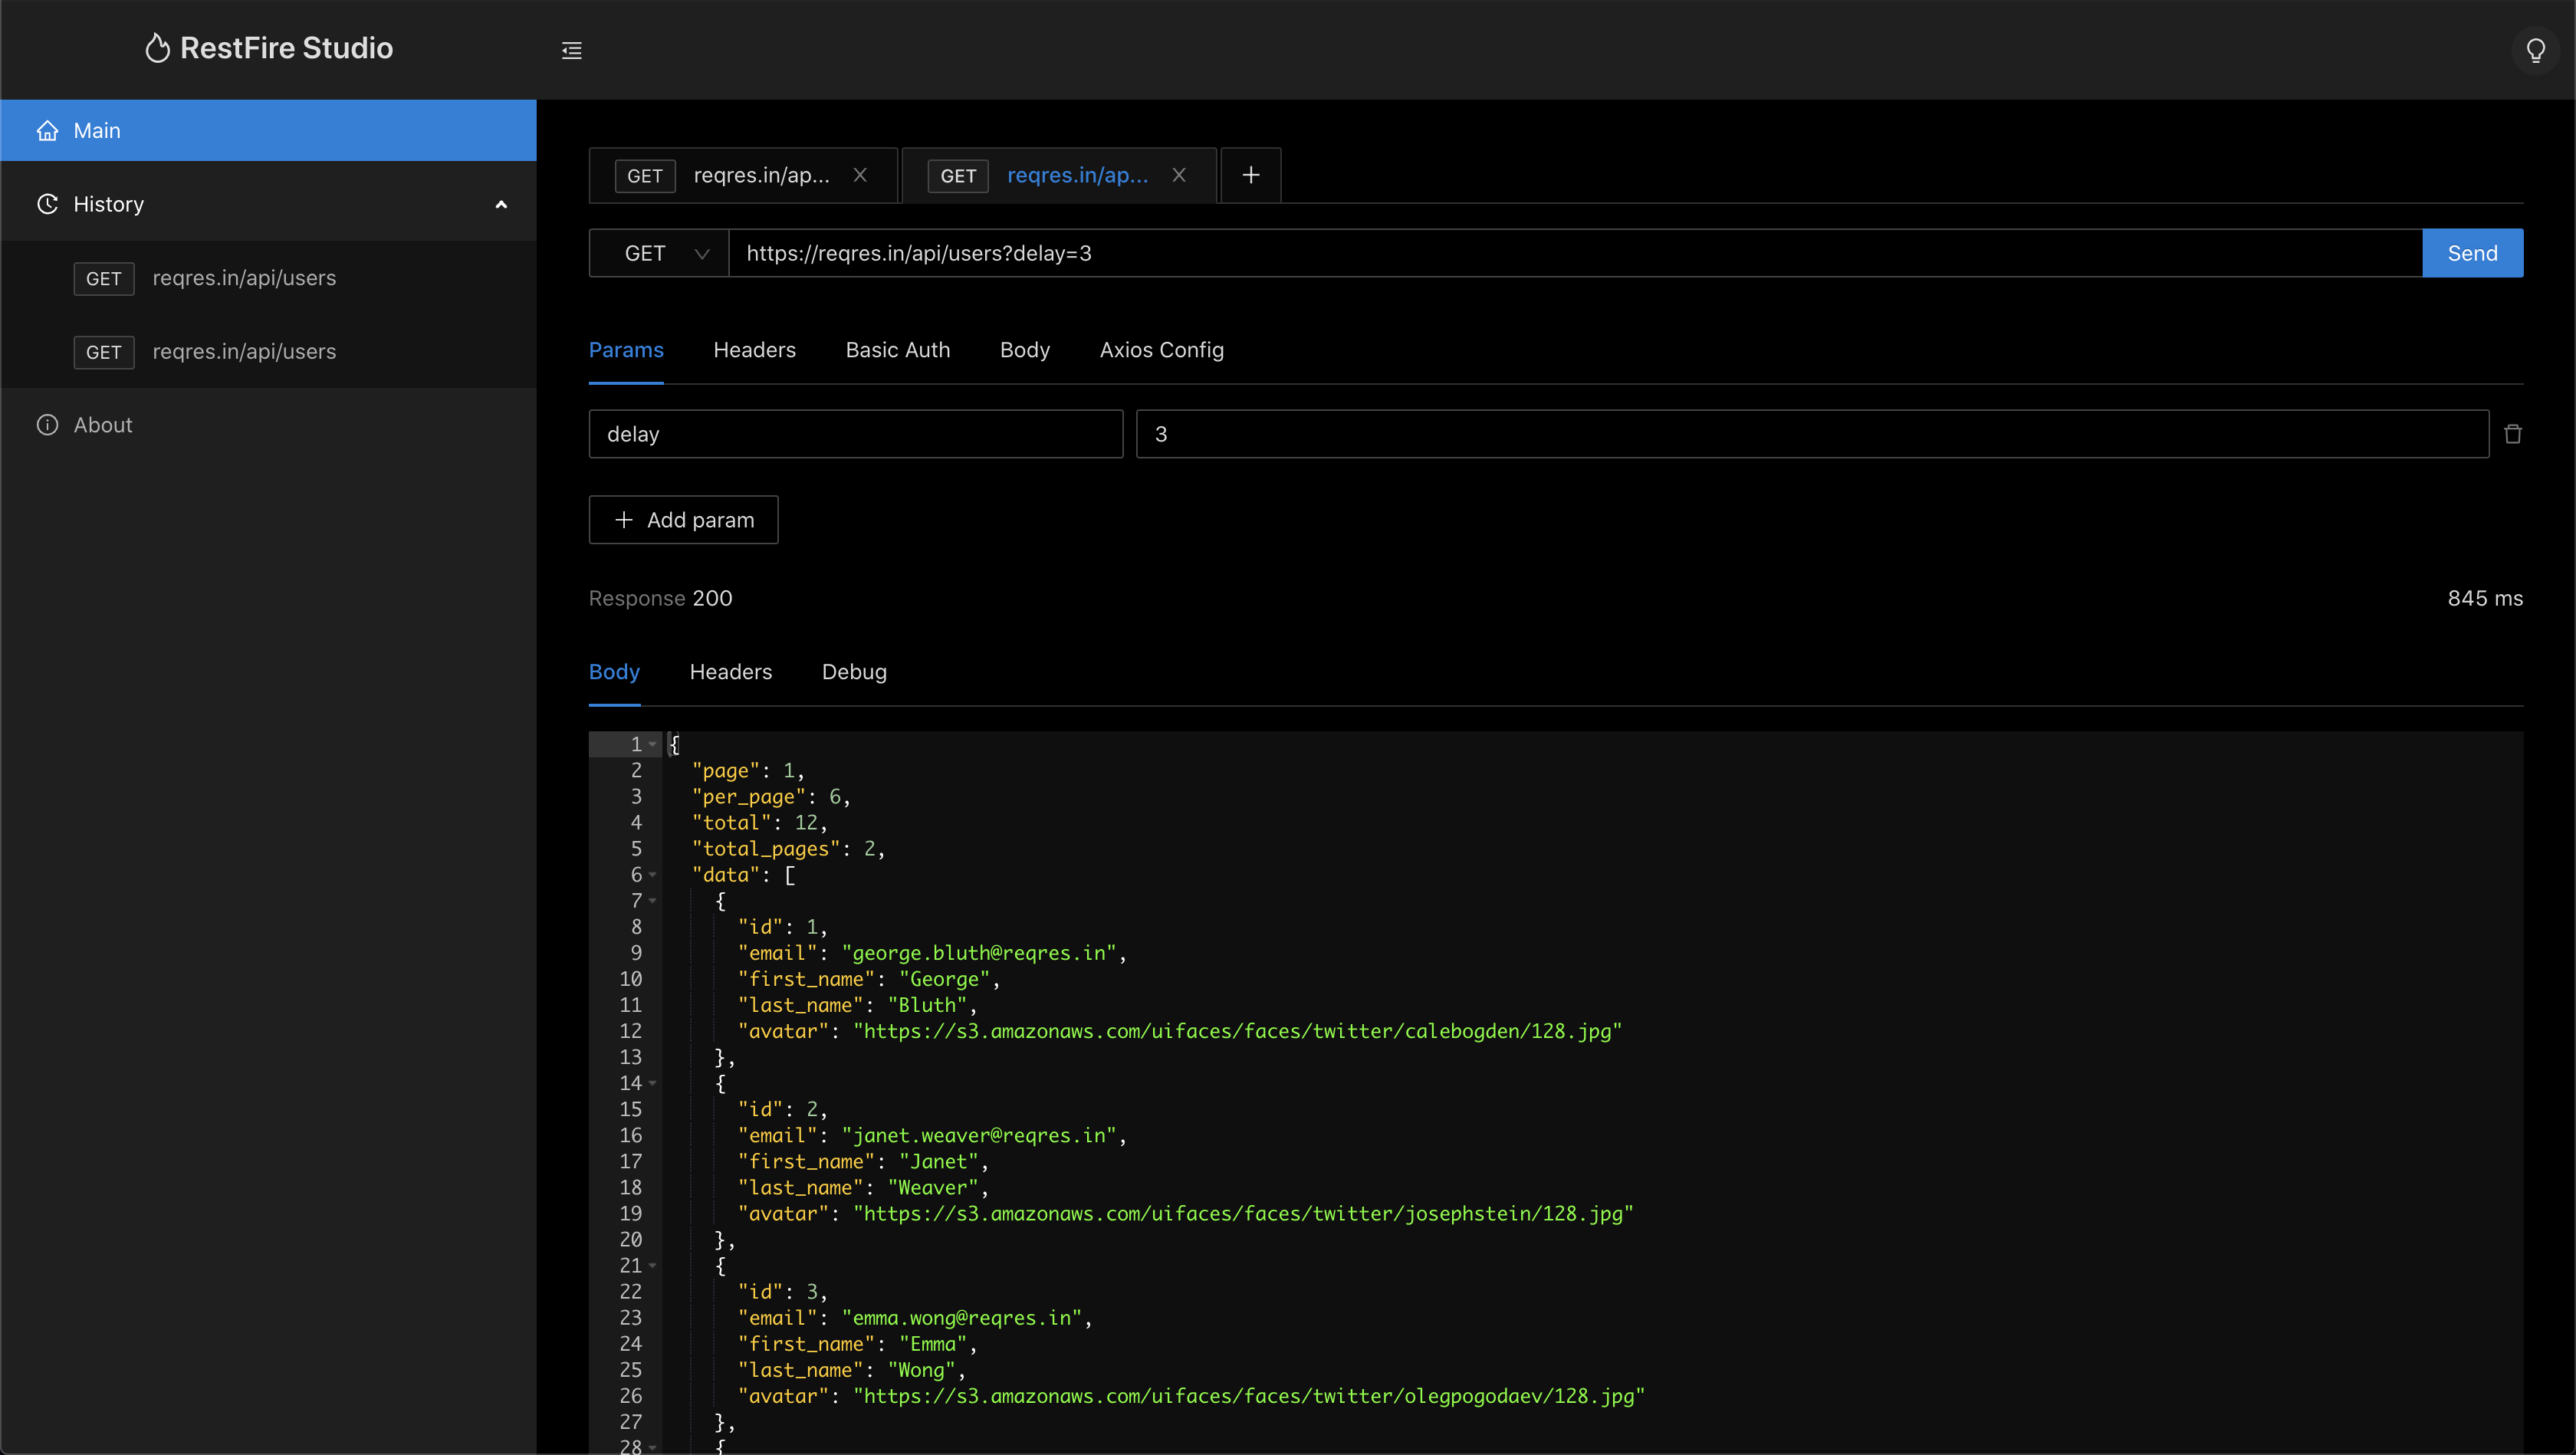 RestFire Studio
Main
History
GET reqres.in/api/users
GET reqres.in/api/users
About
GET reqres.in/ap... GET reqres.in/ap...
GET https://reqres.in/api/users?delay=3 Send
Params Headers Basic Auth Body Axios Config
delay 3
+ Add param
Response 200 845 ms
Body Headers Debug
1 {
2 "page": 1,
3 "per_page": 6,
4 "total": 12,
5 "total_pages": 2,
6 "data": [
7 {
8 "id": 1,
9 "email": "george.bluth@reqres.in",
10 "first_name": "George",
11 "last_name": "Bluth",
12 "avatar": "https://s3.amazonaws.com/uifaces/faces/twitter/calebogden/128.jpg"
13 },
14 {
15 "id": 2,
16 "email": "janet.weaver@reqres.in",
17 "first_name": "Janet",
18 "last_name": "Weaver",
19 "avatar": "https://s3.amazonaws.com/uifaces/faces/twitter/josephstein/128.jpg"
20 },
21 {
22 "id": 3,
23 "email": "emma.wong@reqres.in",
24 "first_name": "Emma",
25 "last_name": "Wong",
26 "avatar": "https://s3.amazonaws.com/uifaces/faces/twitter/olegpogodaev/128.jpg"
27 },
28 {